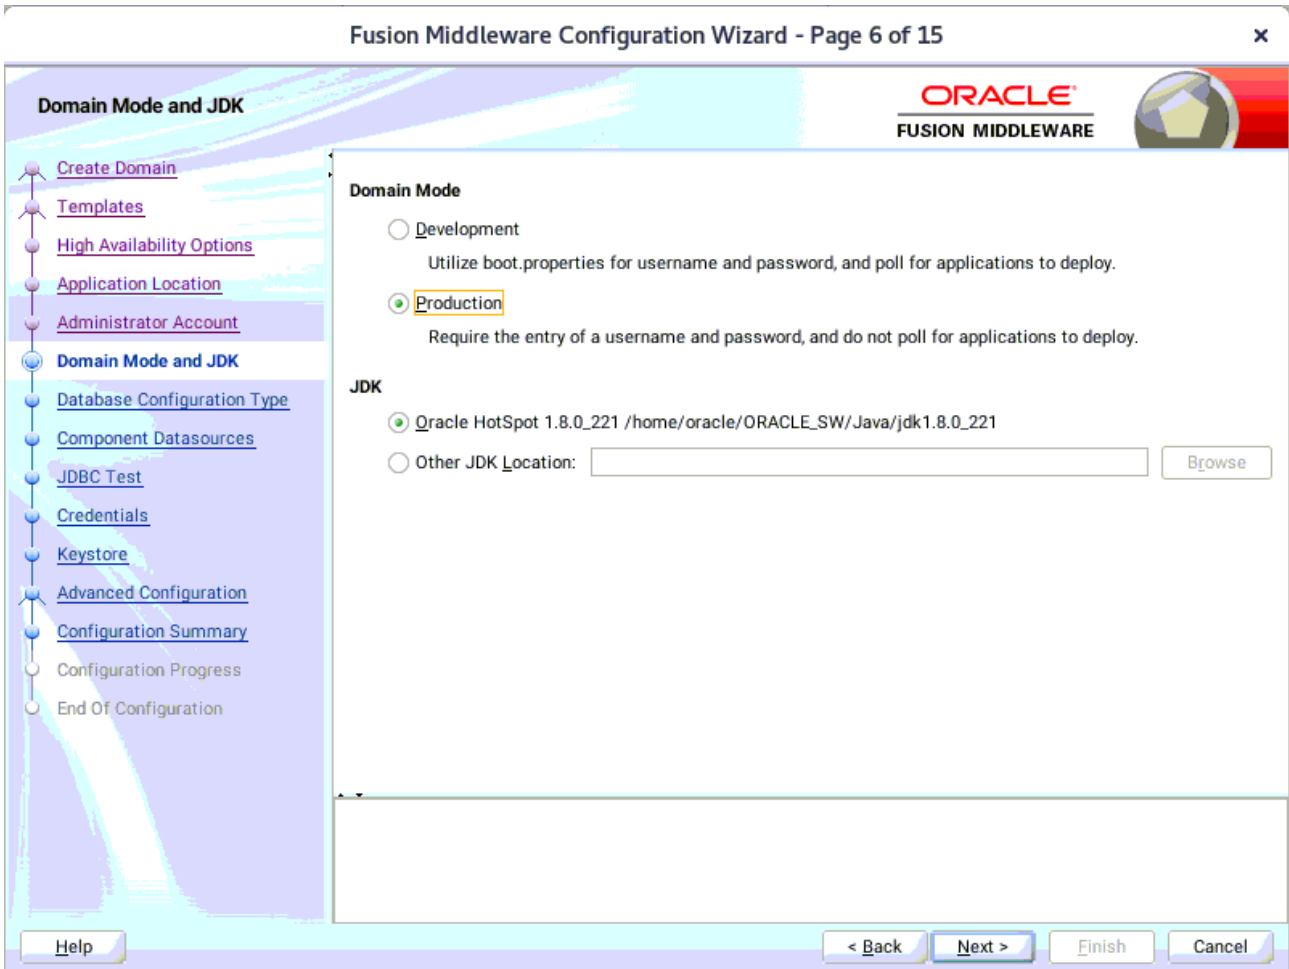 Fusion Middleware Configuration Wizard - Page 6 of 15
Domain Mode and JDK
ORACLE
FUSION MIDDLEWARE
Create Domain
Templates
High Availability Options
Application Location
Administrator Account
Domain Mode and JDK
Database Configuration Type
Component Datasources
JDBC Test
Credentials
Keystore
Advanced Configuration
Configuration Summary
Configuration Progress
End Of Configuration
Domain Mode
Development
Utilize boot.properties for username and password, and poll for applications to deploy.
Production
Require the entry of a username and password, and do not poll for applications to deploy.
JDK
Oracle HotSpot 1.8.0_221 /home/oracle/ORACLE_SW/Java/jdk1.8.0_221
Other JDK Location: Browse
Help < Back Next > Finish Cancel